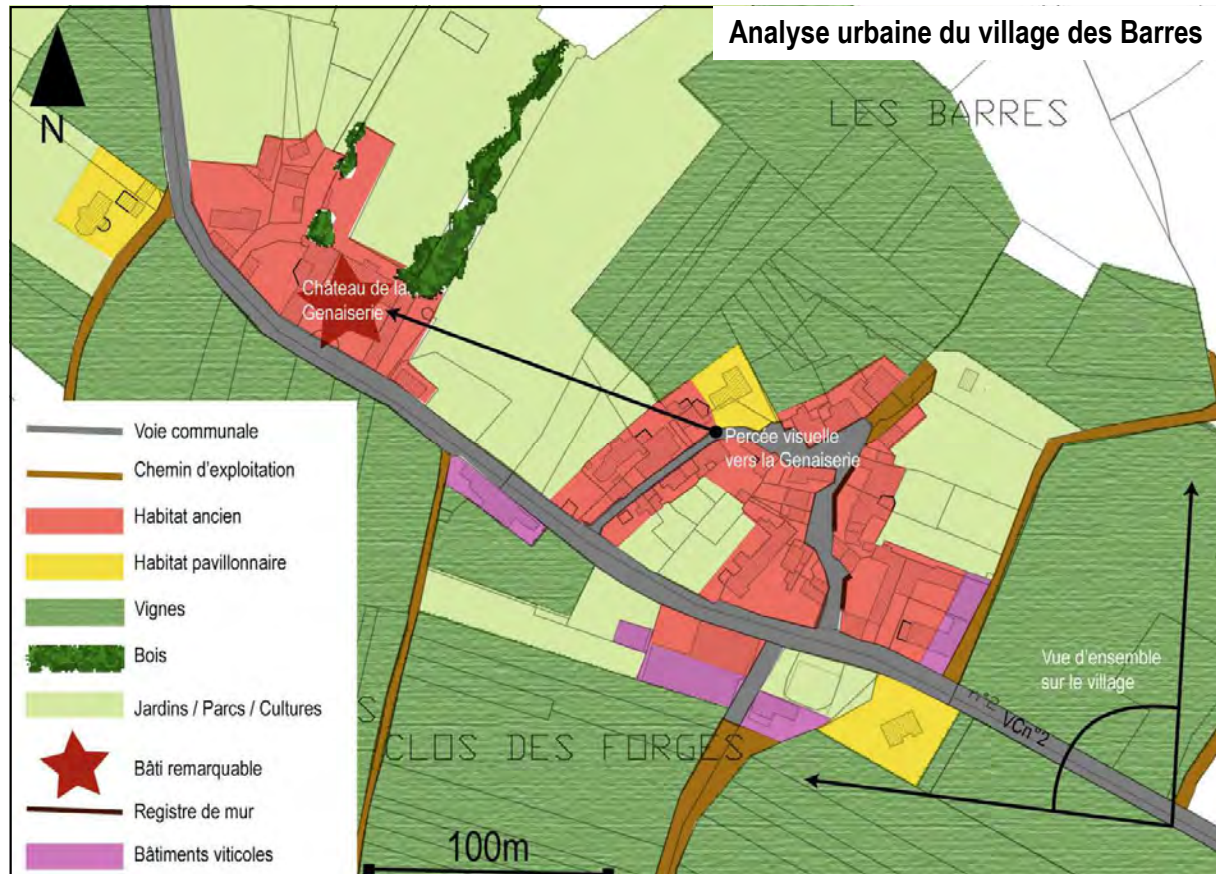 Analyse urbaine du village des Barres
N
LES BARRES
Château de la
Genaiserie
Percée visuelle
vers la Genaiserie
Voie communale
Chemin d'exploitation
Habitat ancien
Habitat pavillonnaire
Vignes
Bois
Jardins / Parcs / Cultures
Bâti remarquable
Registre de mur
Bâtiments viticoles
Vue d'ensemble
sur le village
n°2
VCn°2
S
CLOS DES FORGES
100m